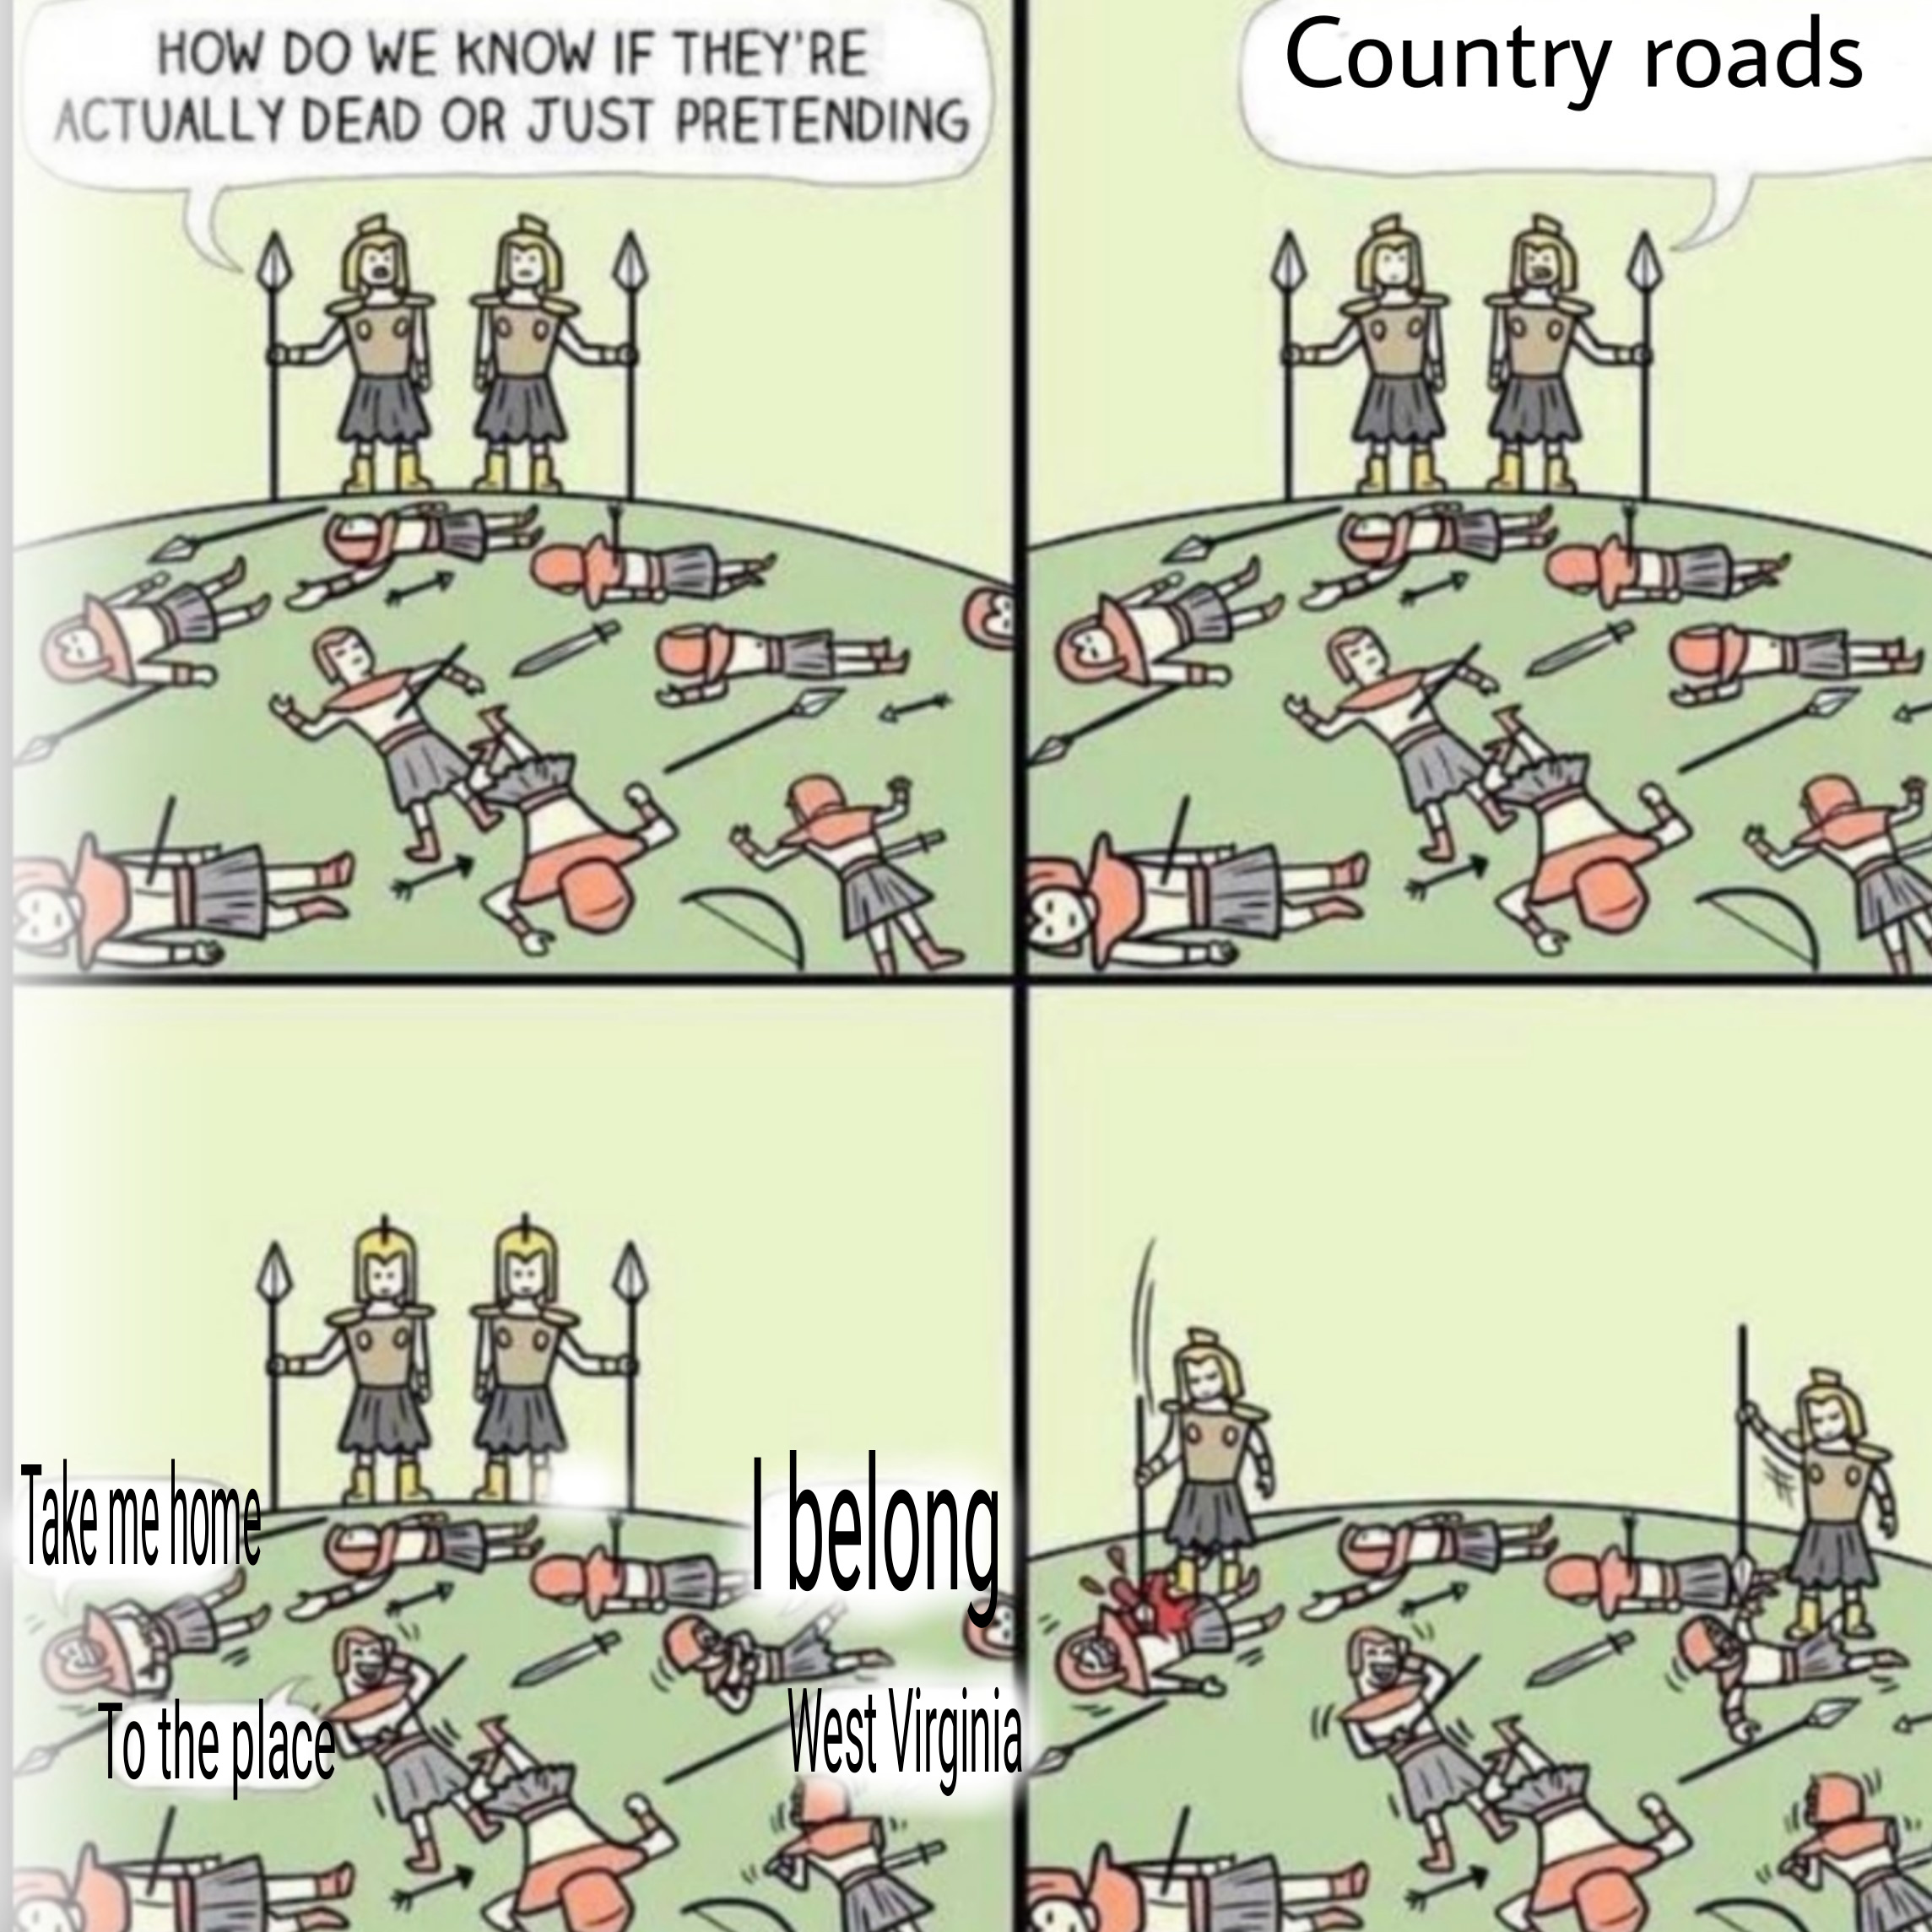 HOW DO WE KNOW IF THEY'RE
ACTUALLY DEAD OR JUST PRETENDING
Country roads
Take me home
To the place
I belong
West Virginia